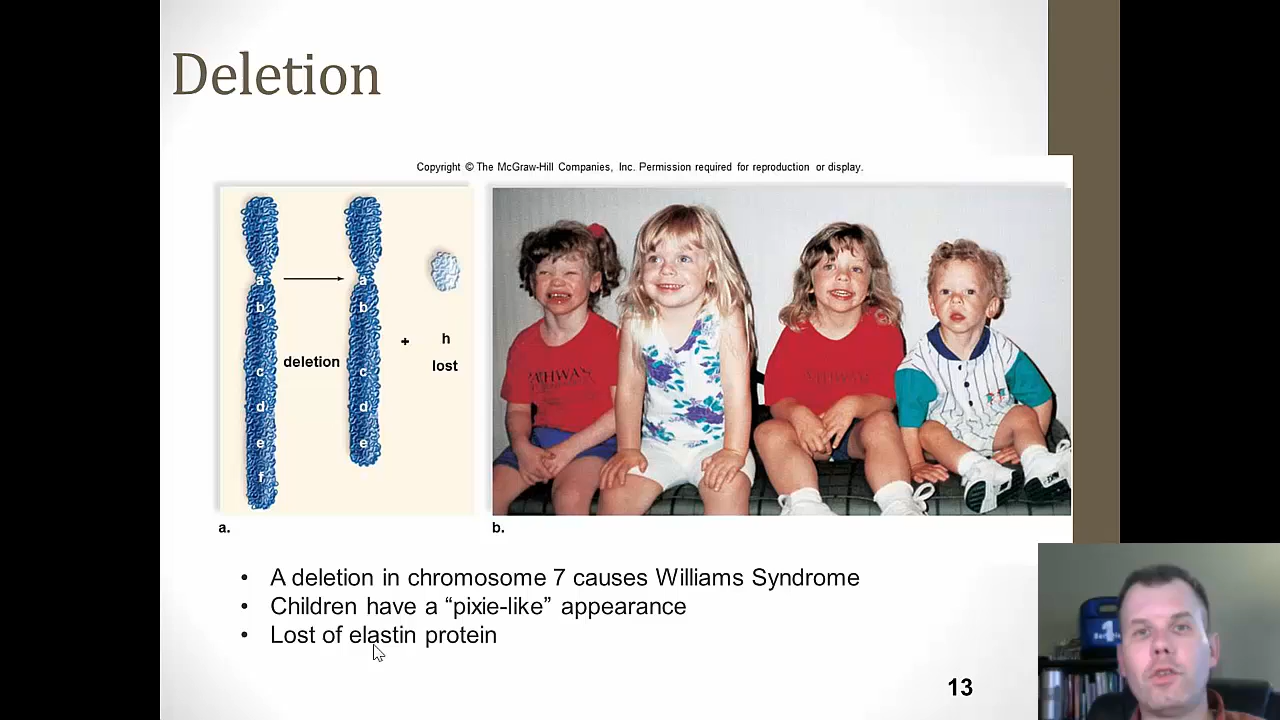 Deletion
Copyright © The McGraw-Hill Companies, Inc. Permission required for reproduction or display.
a
a
b
b
h
deletion
+
lost
c
c
d
d
e
e
f
a.
b.
• A deletion in chromosome 7 causes Williams Syndrome
• Children have a “pixie-like” appearance
• Lost of elastin protein
13
1